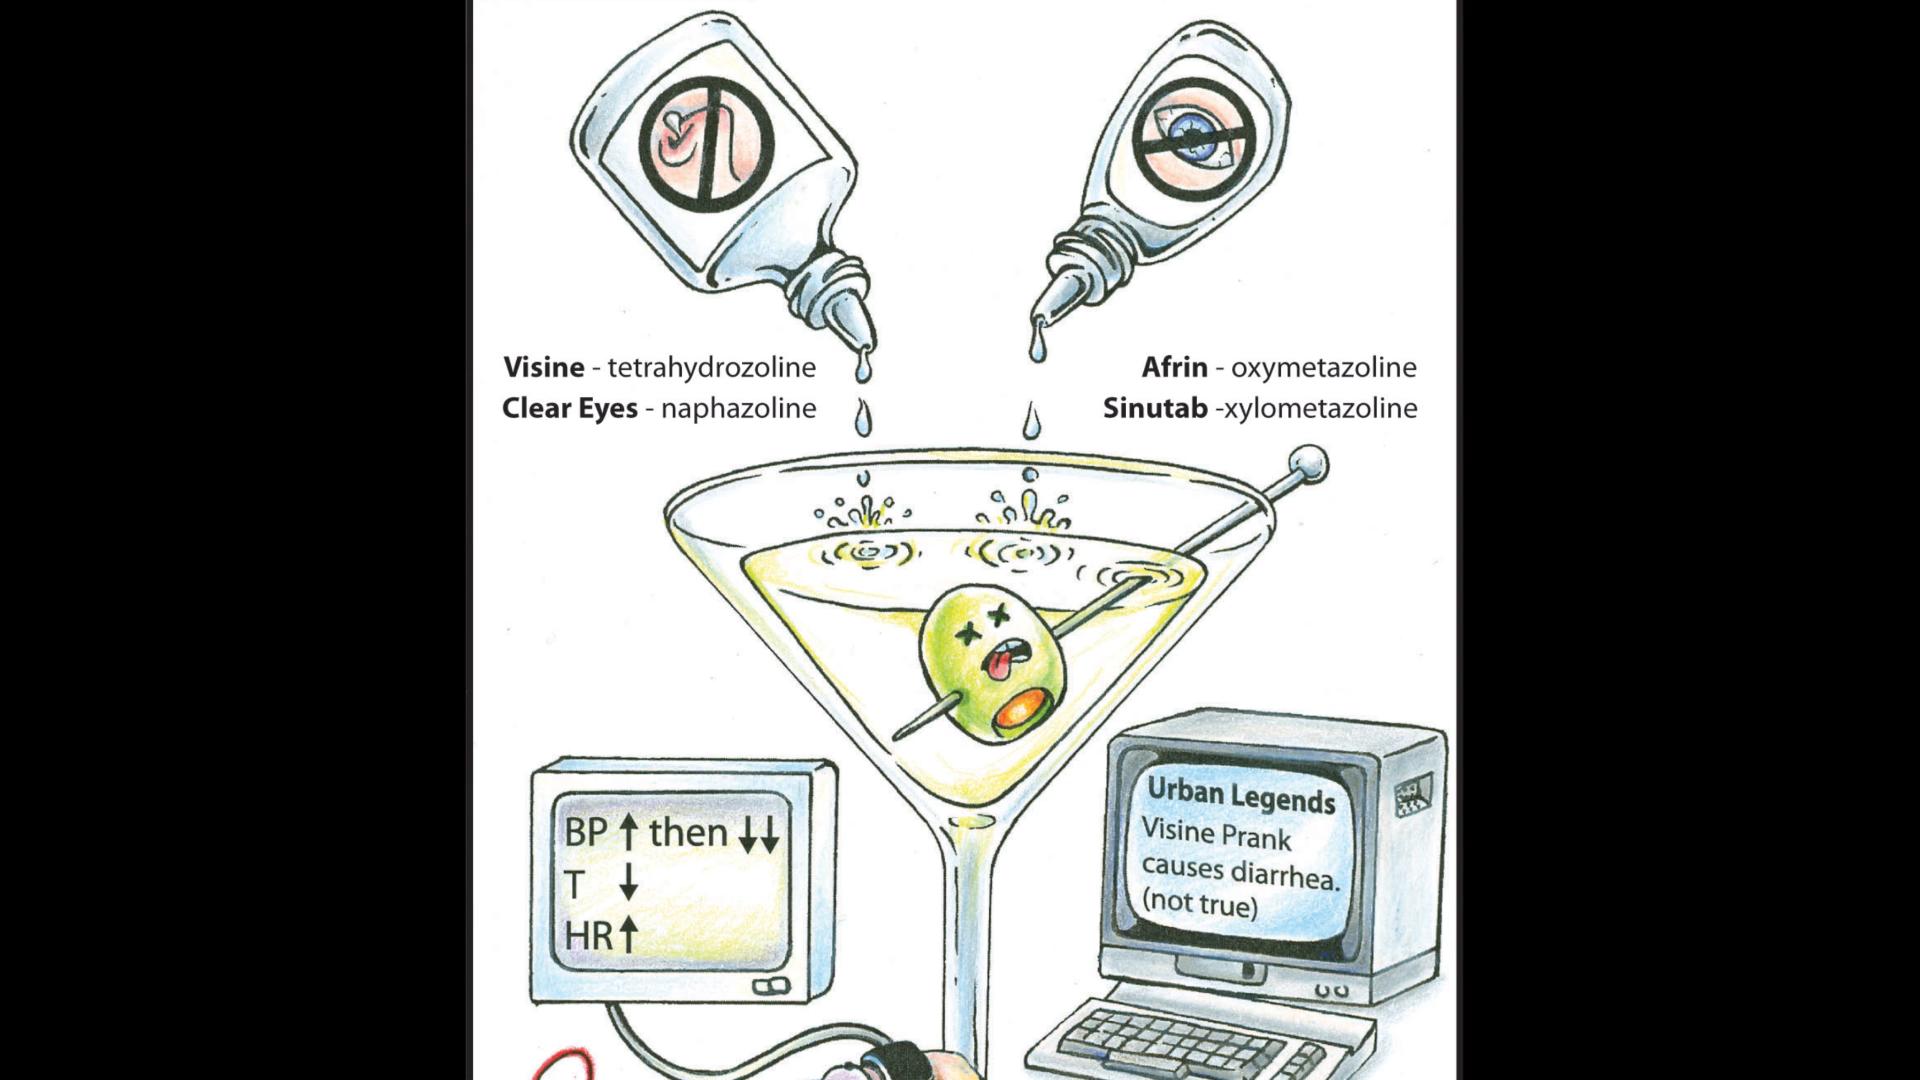 Visine - tetrahydrozoline
Clear Eyes - naphazoline
Afrin - oxymetazoline
Sinutab -xylometazoline
BP ↑ then ↓↓
T ↓
HR ↑
Urban Legends
Visine Prank
causes diarrhea.
(not true)